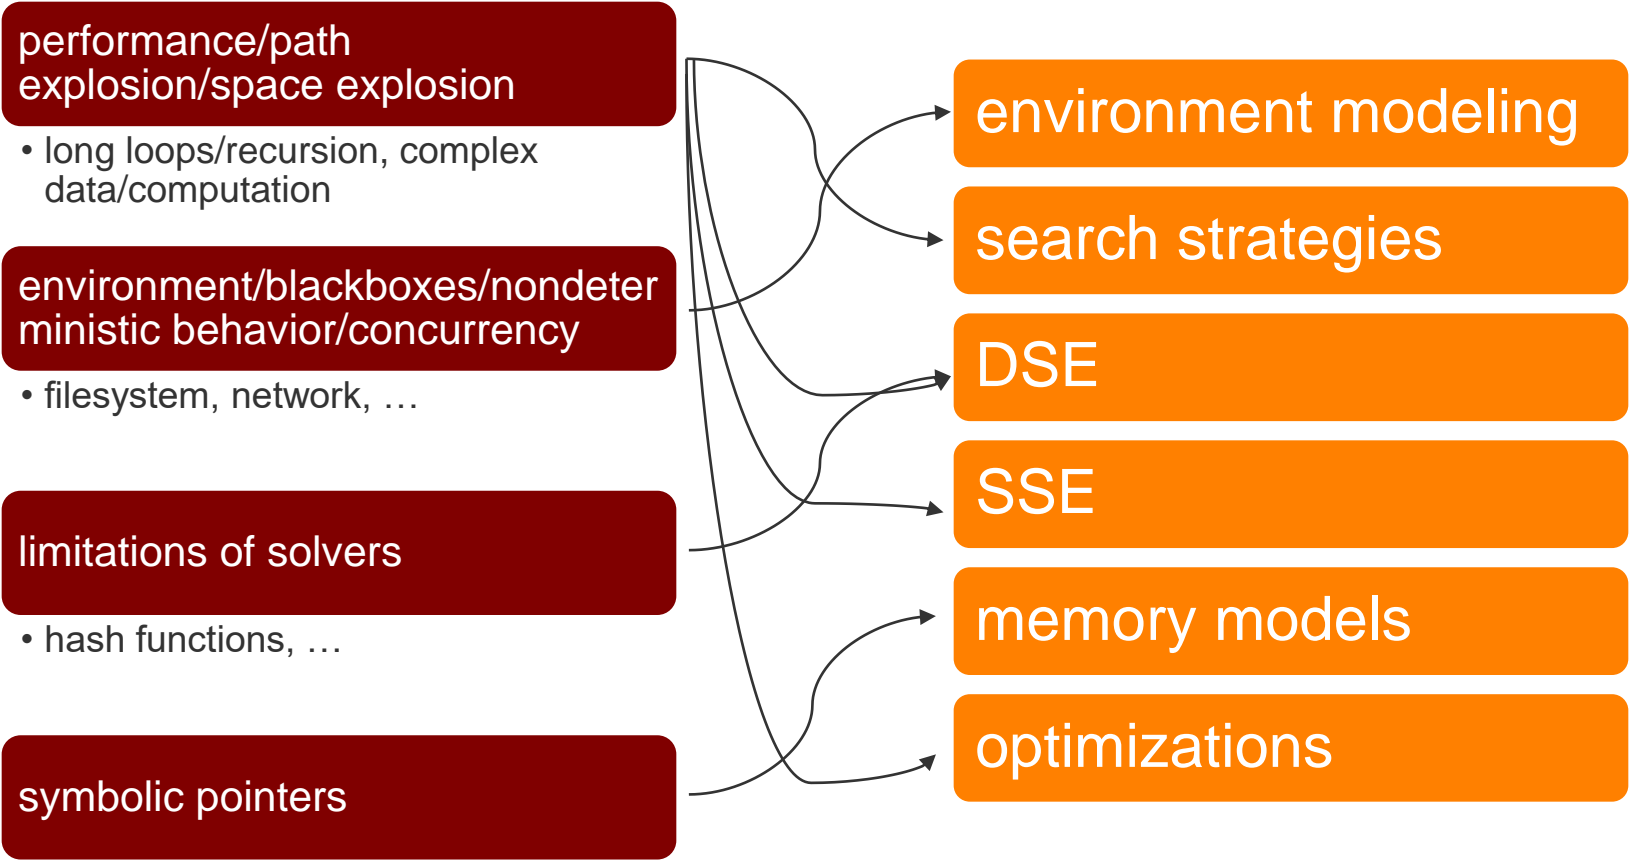 performance/path
explosion/space explosion
• long loops/recursion, complex
data/computation
environment/blackboxes/nondeter
ministic behavior/concurrency
• filesystem, network, …
limitations of solvers
• hash functions, …
symbolic pointers
environment modeling
search strategies
DSE
SSE
memory models
optimizations